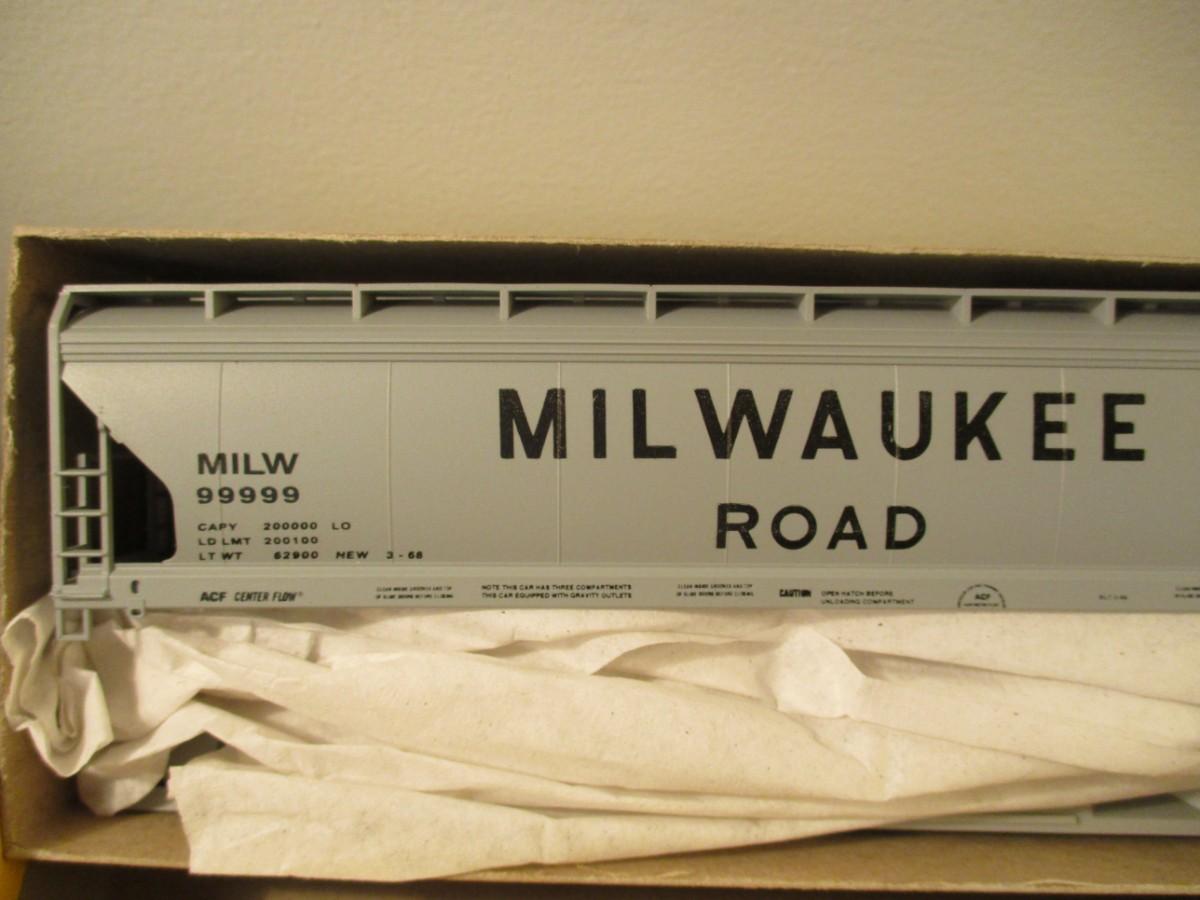 MILWAUKEE
ROAD
MILW
99999
CAPY 200000 LO
LD LMT 200100
LT WT 62900 NEW 3-68
ACF CENTER FLOW®
NOTE THIS CAR HAS THREE COMPARTMENTS
THIS CAR EQUIPPED WITH GRAVITY OUTLETS
CAUTION
OPEN HATCH BEFORE
UNLOADING COMPARTMENT
ACF